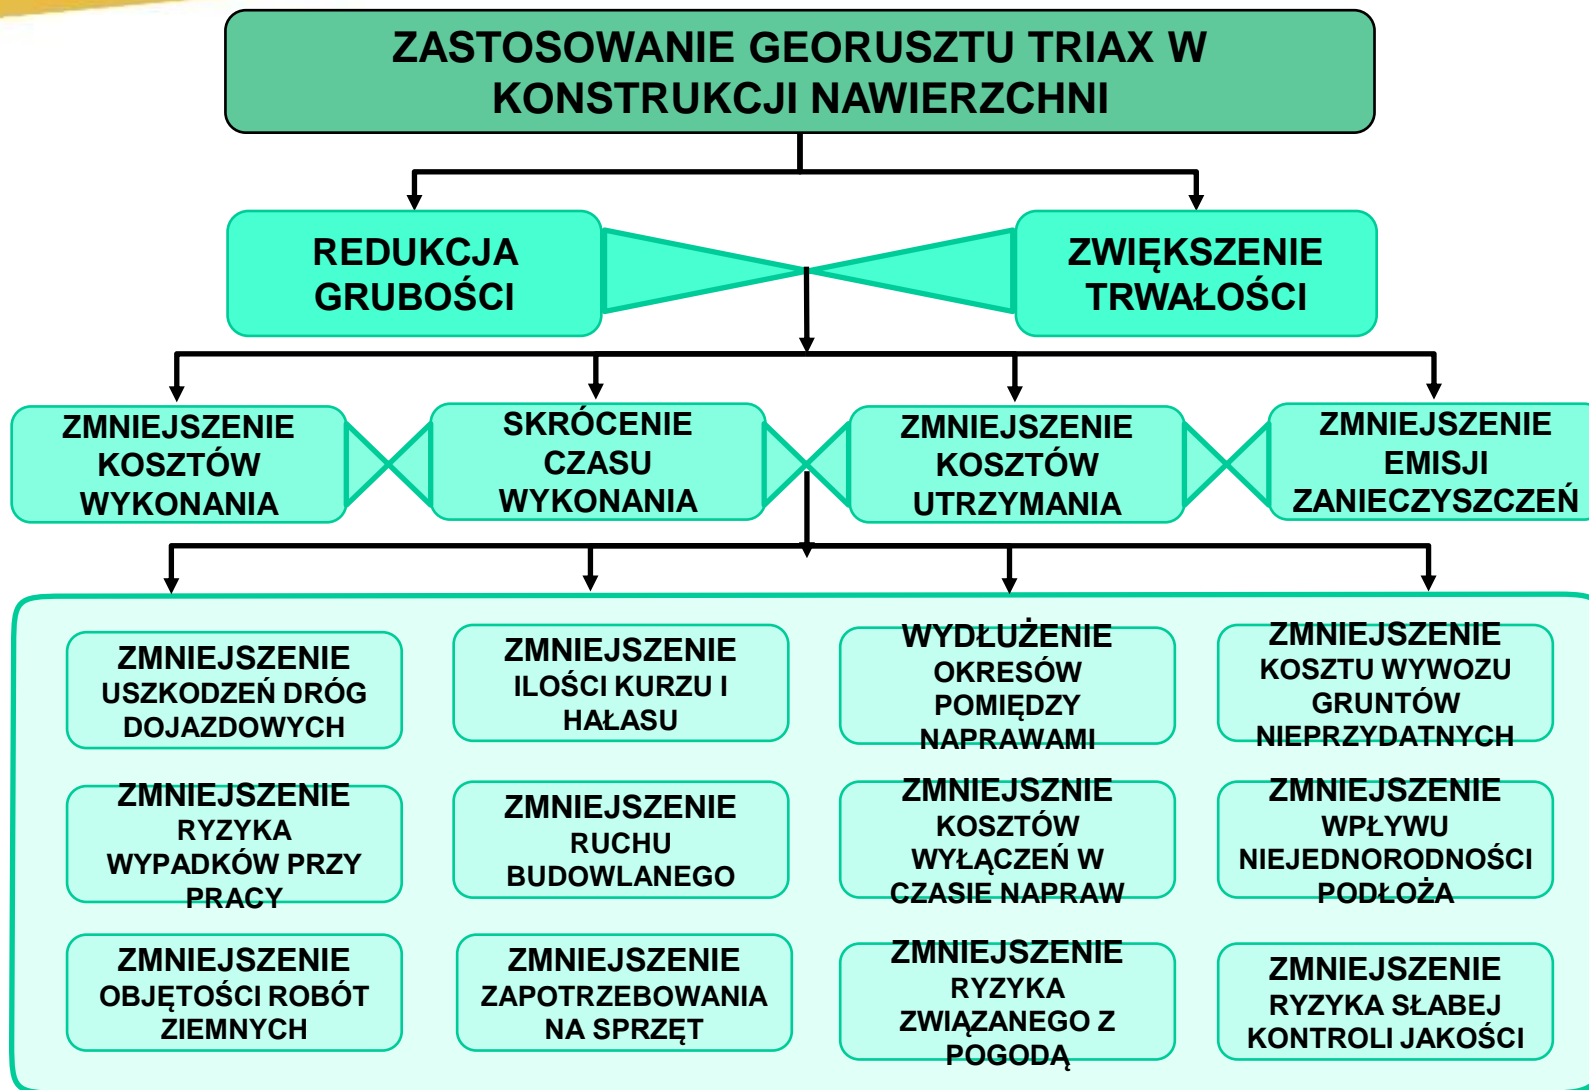 ZASTOSOWANIE GEORUSZTU TRIAX W
KONSTRUKCJI NAWIERZCHNI
REDUKCJA
GRUBOŚCI
ZWIĘKSZENIE
TRWAŁOŚCI
ZMNIEJSZENIE
KOSZTÓW
WYKONANIA
SKRÓCENIE
CZASU
WYKONANIA
ZMNIEJSZENIE
KOSZTÓW
UTRZYMANIA
ZMNIEJSZENIE
EMISJI
ZANIECZYSZCZEŃ
ZMNIEJSZENIE
USZKODZEŃ DRÓG
DOJAZDOWYCH
ZMNIEJSZENIE
ILOŚCI KURZU I
HAŁASU
WYDŁUŻENIE
OKRESÓW
POMIĘDZY
NAPRAWAMI
ZMNIEJSZENIE
KOSZTU WYWOZU
GRUNTÓW
NIEPRZYDATNYCH
ZMNIEJSZENIE
RYZYKA
WYPADKÓW PRZY
PRACY
ZMNIEJSZENIE
RUCHU
BUDOWLANEGO
ZMNIEJSZNIE
KOSZTÓW
WYŁĄCZEŃ W
CZASIE NAPRAW
ZMNIEJSZENIE
WPŁYWU
NIEJEDNORODNOŚCI
PODŁOŻA
ZMNIEJSZENIE
OBJĘTOŚCI ROBÓT
ZIEMNYCH
ZMNIEJSZENIE
ZAPOTRZEBOWANIA
NA SPRZĘT
ZMNIEJSZENIE
RYZYKA
ZWIĄZANEGO Z
POGODĄ
ZMNIEJSZENIE
RYZYKA SŁABEJ
KONTROLI JAKOŚCI